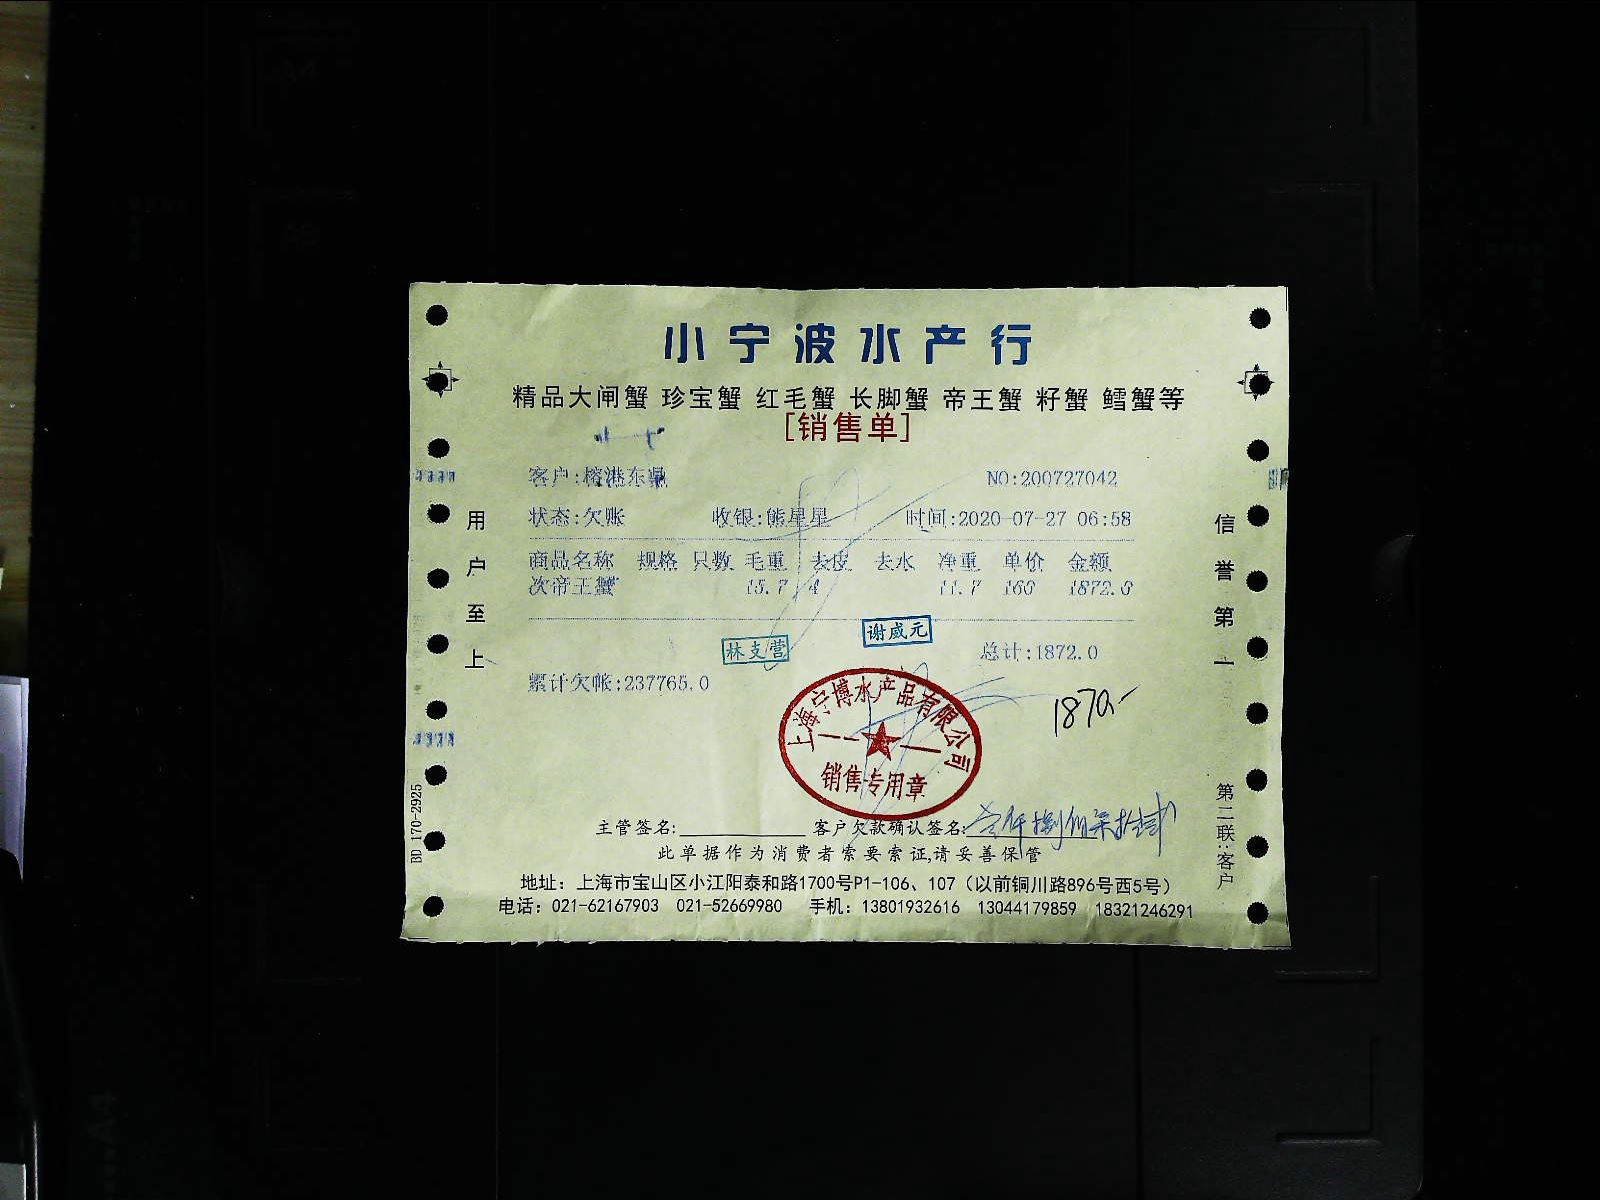 小宁波水产行
精品大闸蟹 珍宝蟹 红毛蟹 长脚蟹 帝王蟹 籽蟹 鳕蟹等
[销售单]
客户:榕港东鼎 NO:200727042
状态:欠账 收银:熊星星 时间:2020-07-27 06:58
商品名称 规格 只数 毛重 去皮 去水 净重 单价 金额
次帝王蟹 15.7 4 11.7 160 1872.0
林支营 谢威元
总计:1872.0
累计欠帐:237765.0
1870.-
上海宁博水产品有限公司
销售专用章
主管签名: 客户欠款确认签名:
此单据作为消费者索要索证,请妥善保管
地址：上海市宝山区小江阳泰和路1700号P1-106、107（以前铜川路896号西5号）
电话：021-62167903 021-52669980 手机：13801932616 13044179859 18321246291
用户至上
信誉第一
第二联:客户
BD 170-2925